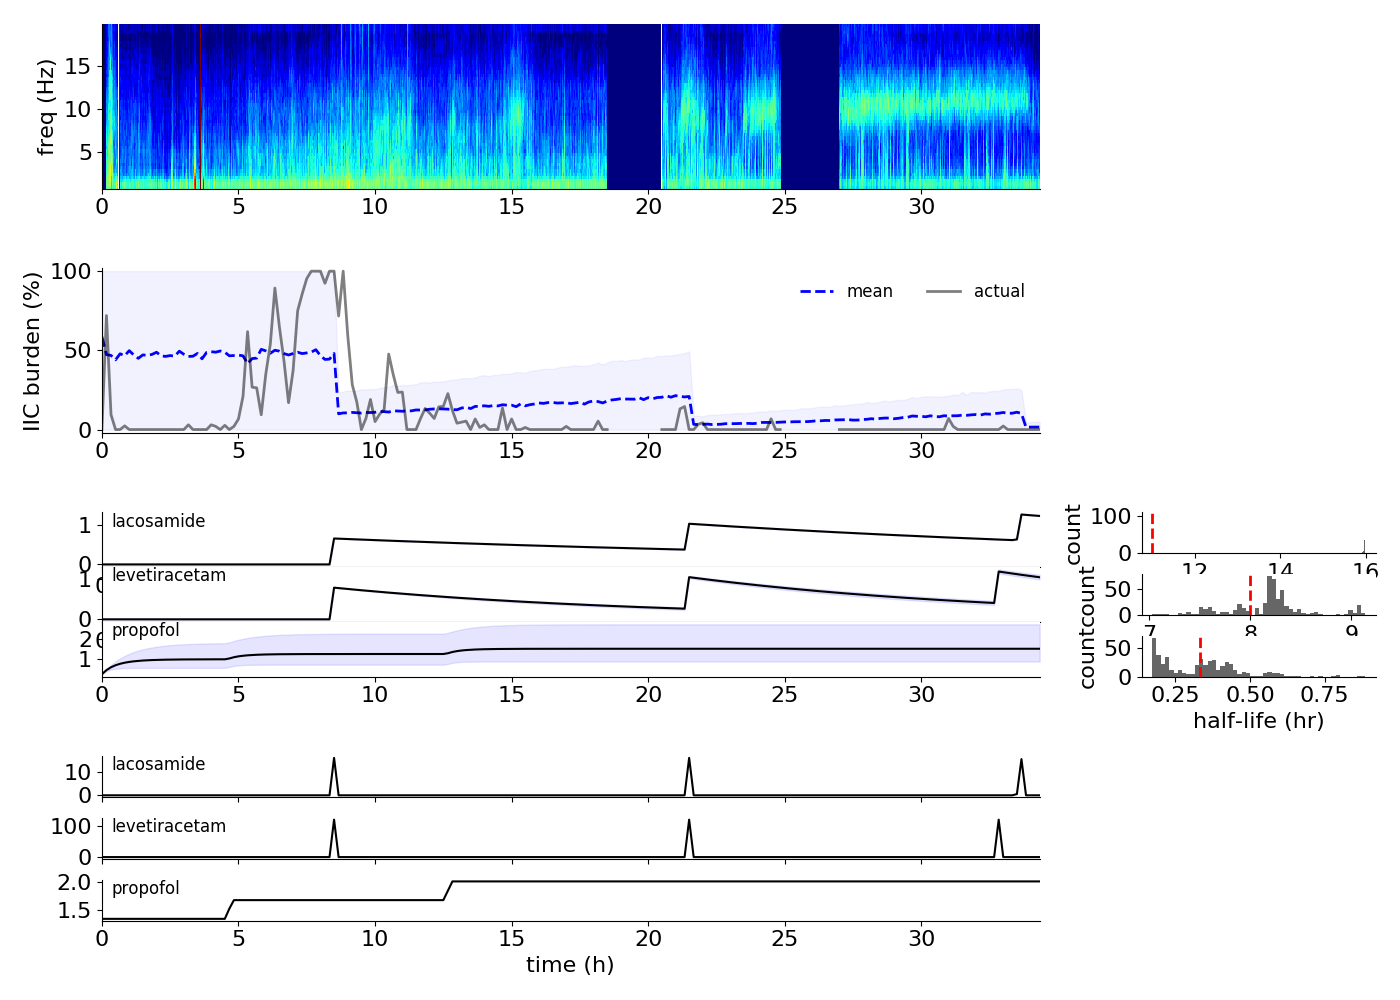 freq (Hz)
15
10
5
0 5 10 15 20 25 30
IIC burden (%)
100
50
0
mean actual
0 5 10 15 20 25 30
lacosamide
1
0
levetiracetam
1
0
propofol
2
1
0 5 10 15 20 25 30
count
100
0
12 14 16
count
50
0
7 8 9
count
50
0
0.25 0.50 0.75
half-life (hr)
lacosamide
10
0
levetiracetam
100
0
propofol
2.0
1.5
0 5 10 15 20 25 30
time (h)